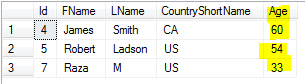 Id FName LName CountryShortName Age
1 4 James Smith CA 60
2 5 Robert Ladson US 54
3 7 Raza M US 33